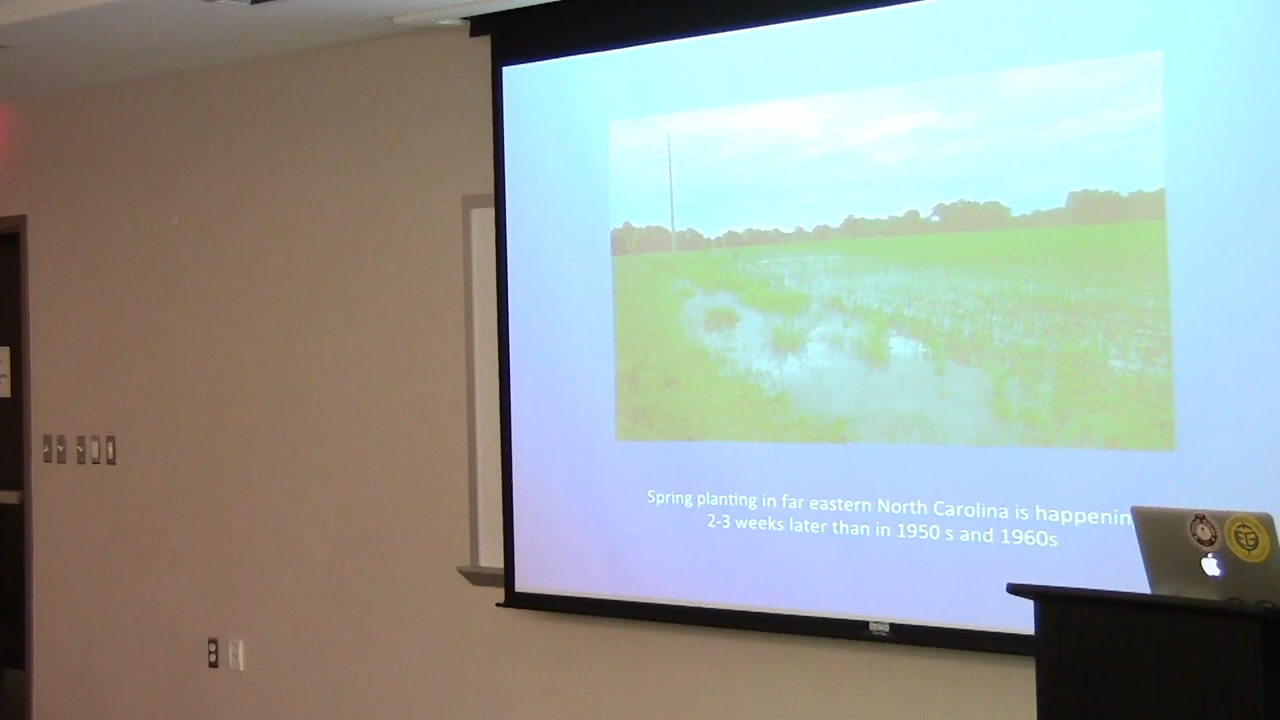 Spring planting in far eastern North Carolina is happenin
2-3 weeks later than in 1950 s and 1960s